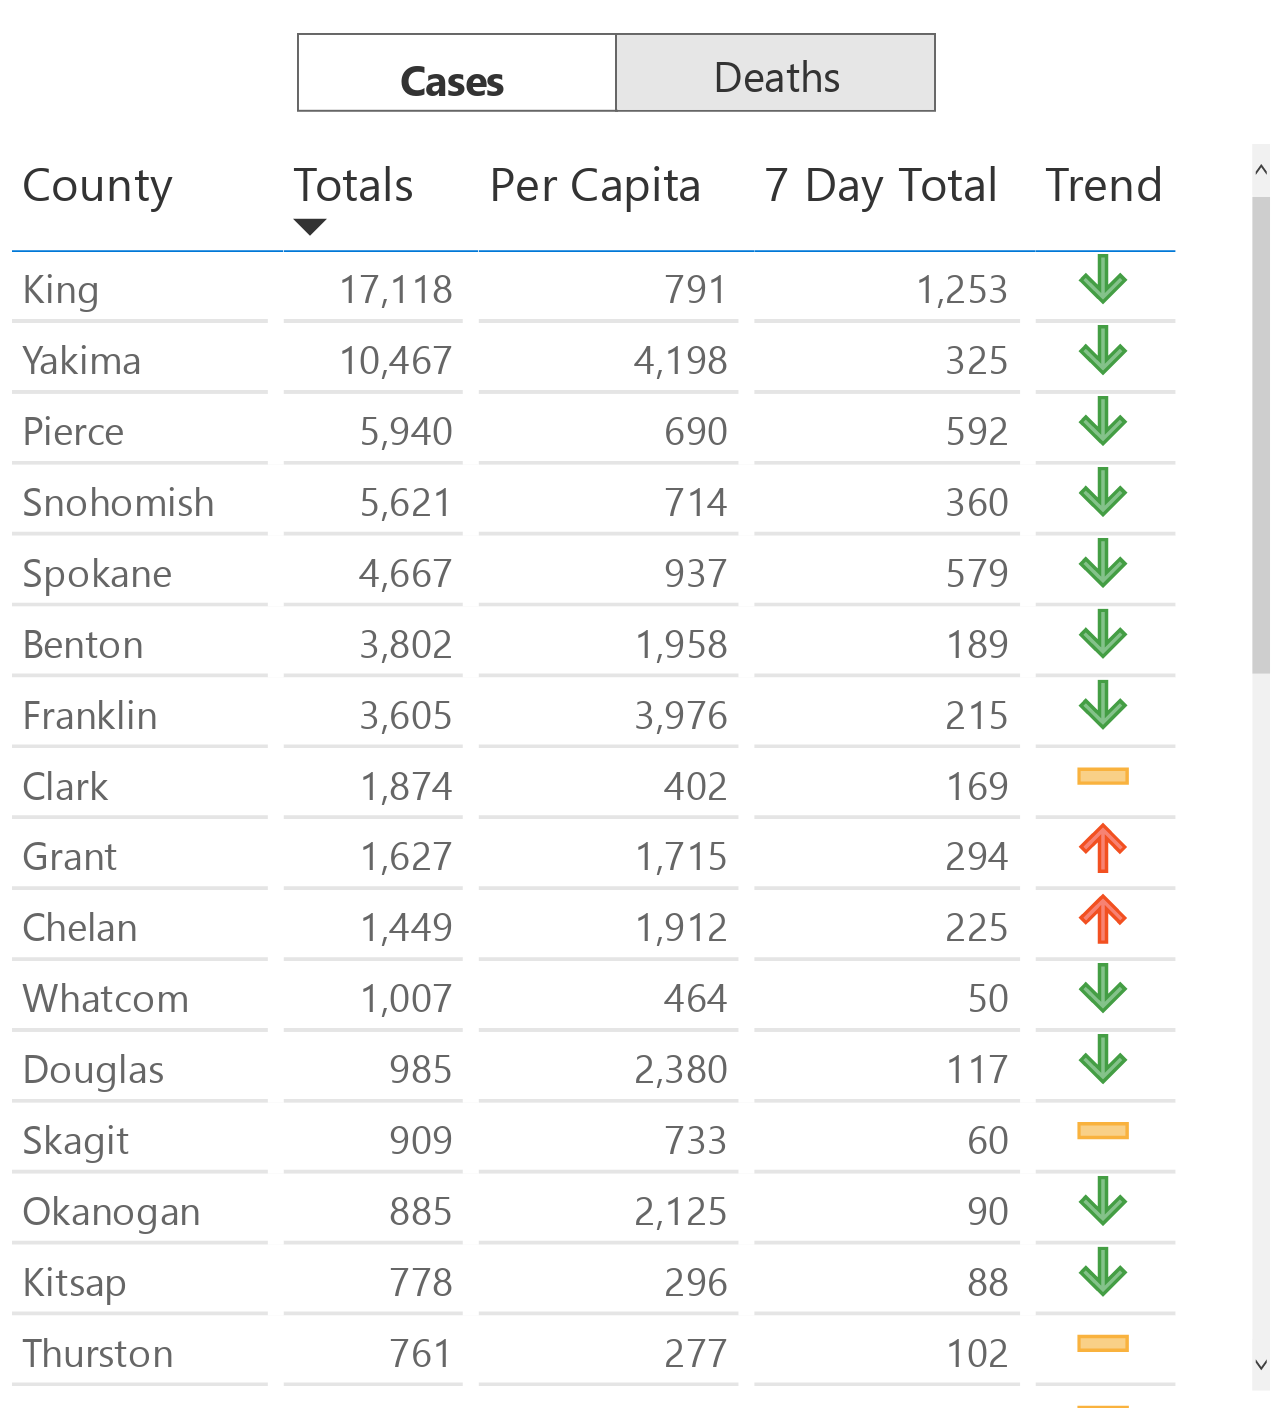 Cases Deaths
County Totals Per Capita 7 Day Total Trend
King 17,118 791 1,253
Yakima 10,467 4,198 325
Pierce 5,940 690 592
Snohomish 5,621 714 360
Spokane 4,667 937 579
Benton 3,802 1,958 189
Franklin 3,605 3,976 215
Clark 1,874 402 169
Grant 1,627 1,715 294
Chelan 1,449 1,912 225
Whatcom 1,007 464 50
Douglas 985 2,380 117
Skagit 909 733 60
Okanogan 885 2,125 90
Kitsap 778 296 88
Thurston 761 277 102